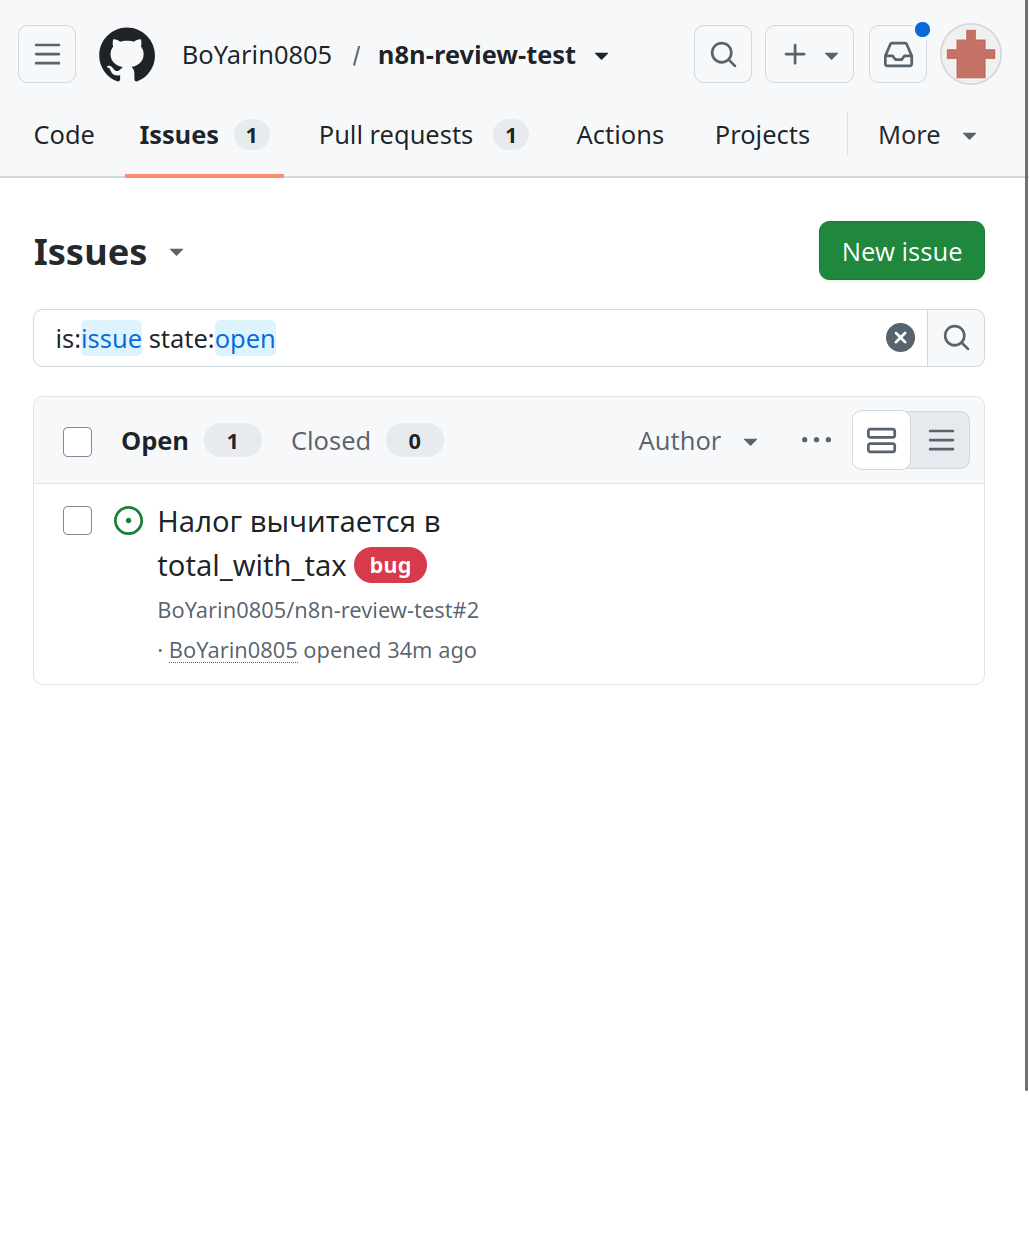 BoYarin0805 / n8n-review-test
Code Issues 1 Pull requests 1 Actions Projects More
Issues
New issue
is:issue state:open
Open 1 Closed 0 Author
Налог вычитается в
total_with_tax bug
BoYarin0805/n8n-review-test#2
· BoYarin0805 opened 34m ago